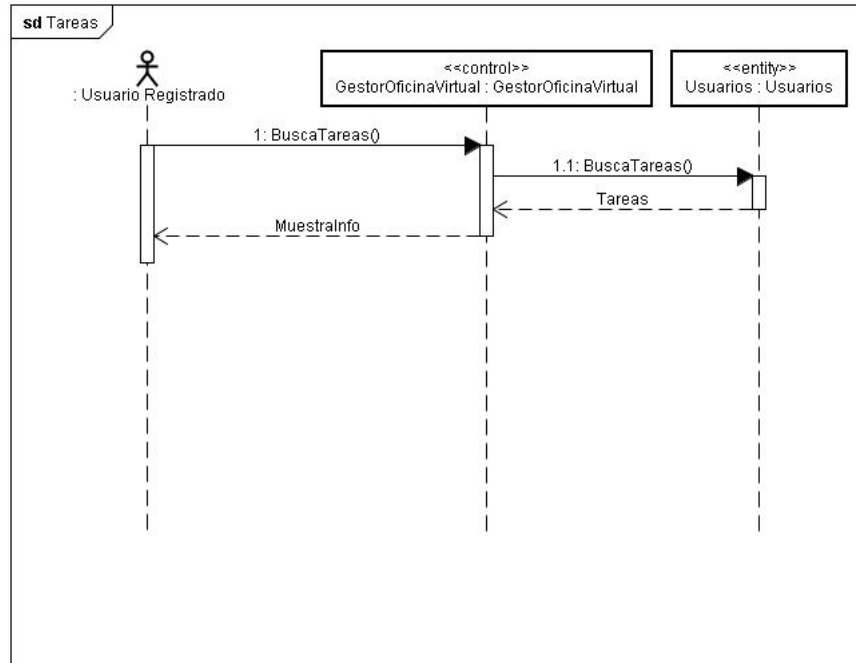 sd Tareas
: Usuario Registrado
<<control>>
GestorOficinaVirtual : GestorOficinaVirtual
<<entity>>
Usuarios : Usuarios
1: BuscaTareas()
1.1: BuscaTareas()
Tareas
MuestraInfo